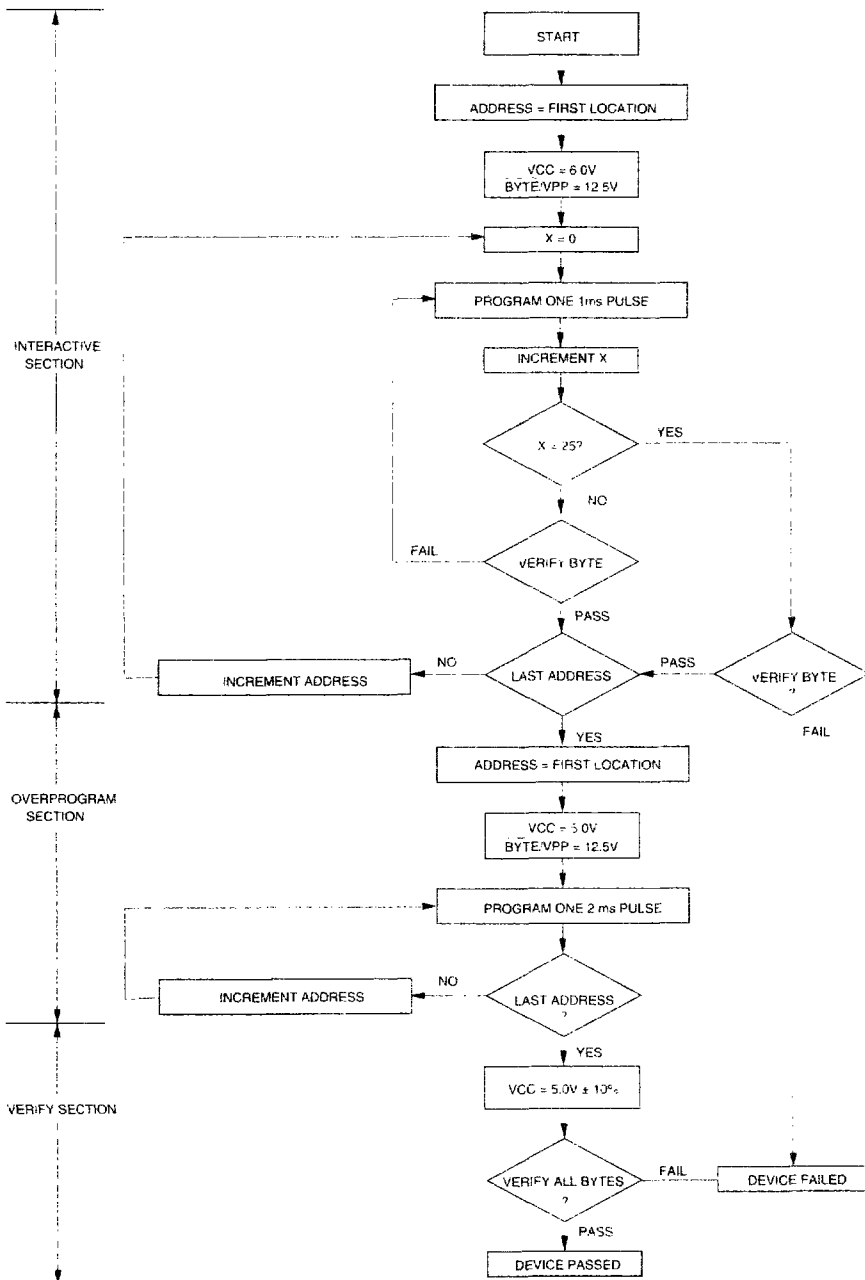 START
ADDRESS = FIRST LOCATION
VCC = 6.0V
BYTE/VPP = 12.5V
X = 0
PROGRAM ONE 1ms PULSE
INTERACTIVE
SECTION
INCREMENT X
X = 25?
YES
NO
FAIL
VERIFY BYTE
PASS
INCREMENT ADDRESS
NO
LAST ADDRESS
PASS
VERIFY BYTE
?
FAIL
YES
ADDRESS = FIRST LOCATION
OVERPROGRAM
SECTION
VCC =
BYTE/VPP = 12.5V
PROGRAM ONE 2 ms PULSE
INCREMENT ADDRESS
NO
LAST ADDRESS
?
YES
VCC = 5.0V ± 10%
VERIFY SECTION
VERIFY ALL BYTES
?
FAIL
DEVICE FAILED
PASS
DEVICE PASSED